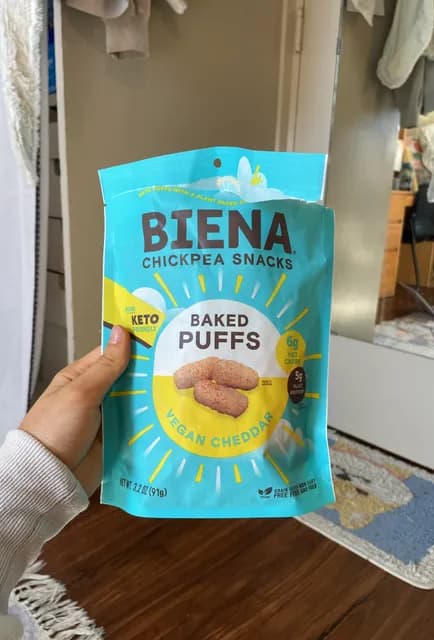 BIENA
CHICKPEA SNACKS
KETO
FRIENDLY
BAKED
PUFFS
6g
NET
CARBS
5g
PLANT
PROTEIN
VEGAN CHEDDAR
NET WT 3.2 OZ (91g)